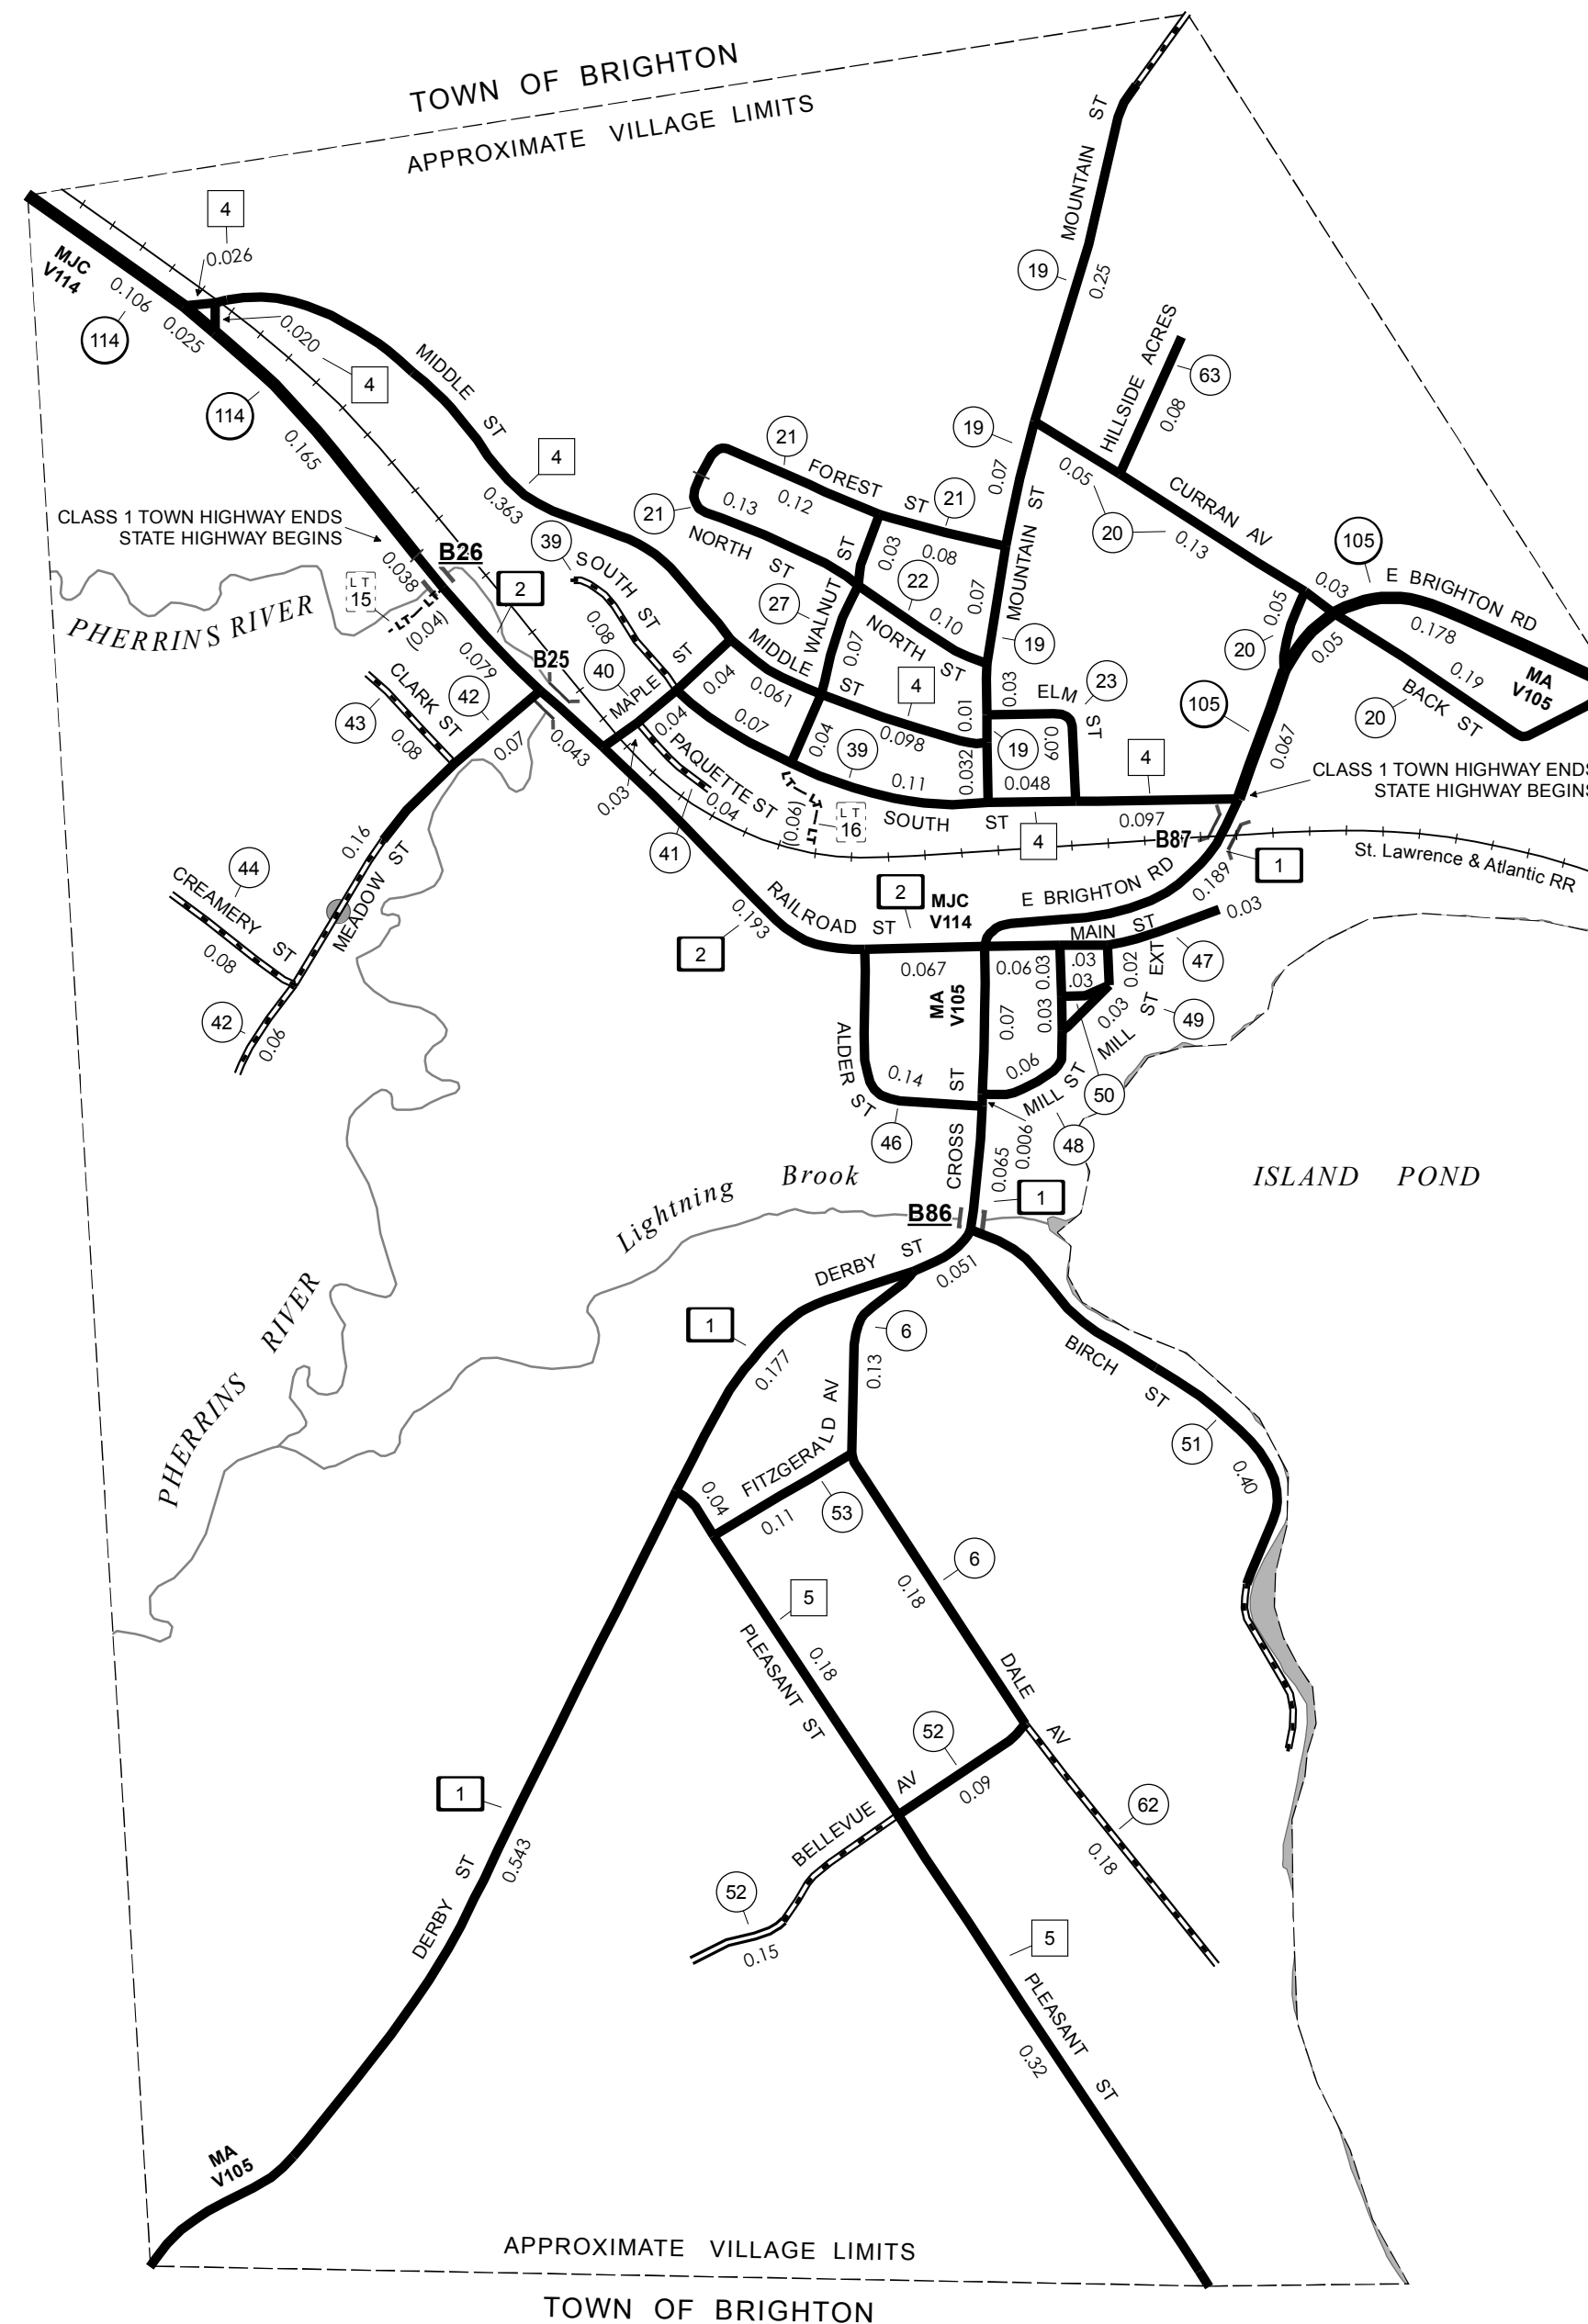 TOWN OF BRIGHTON
APPROXIMATE VILLAGE LIMITS
4
0.026
MJC
V114
0.106
114
0.025
0.020
4
114
0.165
MIDDLE ST
4
0.363
MOUNTAIN ST
19
0.25
HILLSIDE ACRES
63
0.08
19
0.07
0.05
20
CURRAN AV
0.13
21
FOREST ST
21
0.12
0.13
21
NORTH ST
0.03
0.08
22
0.10
NORTH ST
0.07
MOUNTAIN ST
19
WALNUT ST
27
0.07
105
0.03
E BRIGHTON RD
0.178
0.05
0.05
20
0.19
BACK ST
20
MA
V105
105
0.067
CLASS 1 TOWN HIGHWAY ENDS
STATE HIGHWAY BEGINS
0.038
B26
2
LT
15
LT
(0.04)
PHERRINS RIVER
39
SOUTH ST
0.08
0.079
B25
40
MAPLE ST
0.04
MIDDLE ST
0.061
4
0.03
ELM ST
23
0.01
19
0.09
0.098
0.032
0.048
4
CLARK ST
42
43
0.08
0.07
0.043
0.04
0.07
0.04
39
0.11
PAQUETTE ST
0.04
0.03
41
LT
LT
(0.06)
LT
16
SOUTH ST
4
0.097
B87
CLASS 1 TOWN HIGHWAY ENDS
STATE HIGHWAY BEGINS
St. Lawrence & Atlantic RR
1
0.189
E BRIGHTON RD
0.16
MEADOW ST
44
CREAMERY ST
0.08
42
0.06
RAILROAD ST
2
0.193
2
MJC
V114
MAIN ST
0.03
47
0.067
0.06
0.03
.03
.03
0.02
EXT
MA
V105
0.07
0.03
0.03
MILL ST
49
ALDER ST
0.14
46
0.06
MILL ST
50
48
CROSS ST
0.006
0.065
1
ISLAND POND
Lightning Brook
B86
DERBY ST
0.051
1
0.177
6
0.13
BIRCH ST
51
0.40
PHERRINS RIVER
FITZGERALD AV
0.04
0.11
53
5
0.18
PLEASANT ST
6
0.18
DALE AV
52
0.09
BELLEVUE AV
52
0.15
62
0.18
1
0.543
DERBY ST
5
PLEASANT ST
0.32
MA
V105
APPROXIMATE VILLAGE LIMITS
TOWN OF BRIGHTON